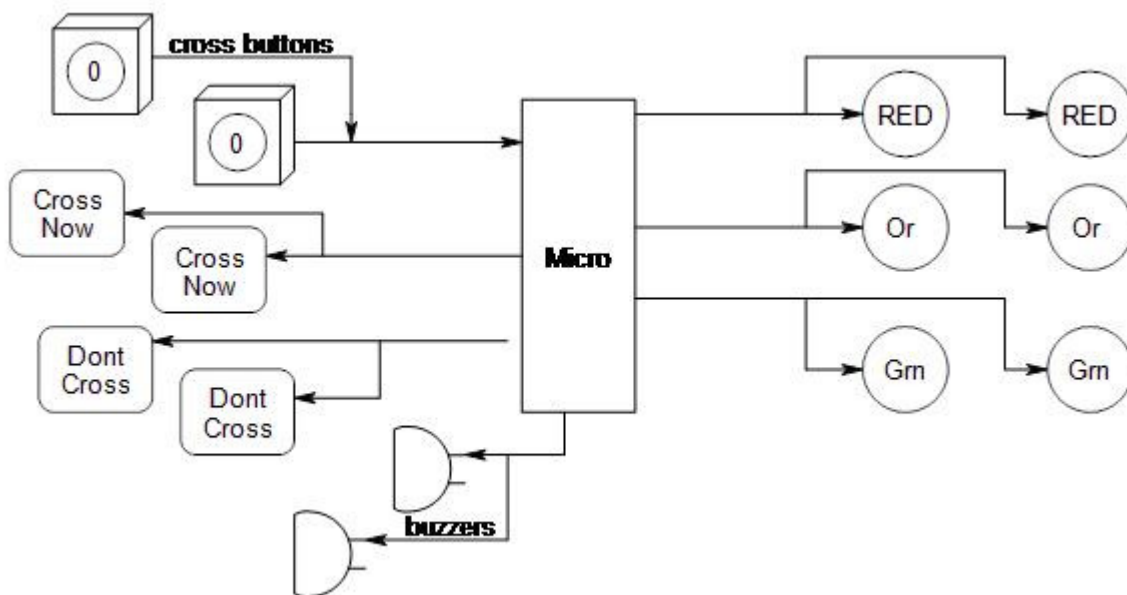 0
cross buttons
0
RED
RED
Cross
Now
Cross
Now
Or
Or
Micro
Dont
Cross
Dont
Cross
Grn
Grn
buzzers